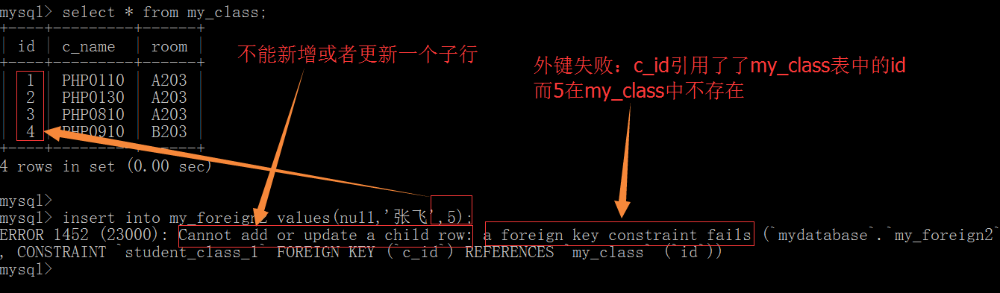 mysql> select * from my_class;
+----+---------+------+
| id | c_name | room |
+----+---------+------+
| 1 | PHP0110 | A203 |
| 2 | PHP0130 | A203 |
| 3 | PHP0810 | A203 |
| 4 | PHP0910 | B203 |
+----+---------+------+
4 rows in set (0.00 sec)
不能新增或者更新一个子行
外键失败：c_id引用了了my_class表中的id
而5在my_class中不存在
mysql>
mysql> insert into my_foreign2 values(null,'张飞',5);
ERROR 1452 (23000): Cannot add or update a child row: a foreign key constraint fails (`mydatabase`.`my_foreign2`
, CONSTRAINT `student_class_1` FOREIGN KEY (`c_id`) REFERENCES `my_class` (`id`))
mysql>